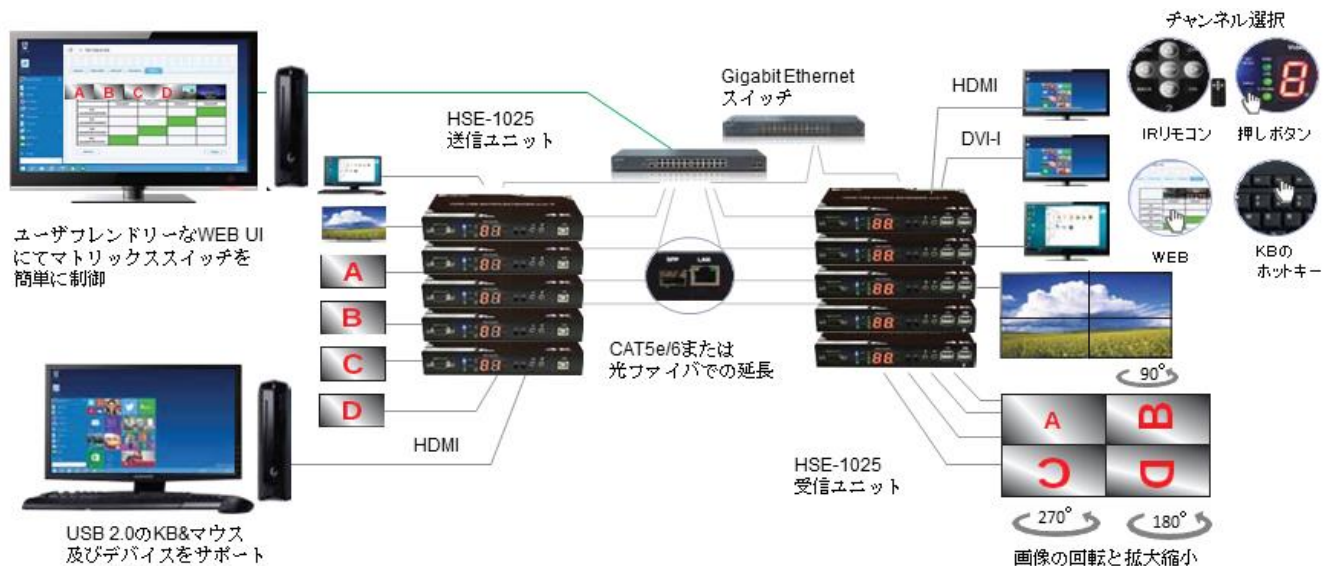 チャンネル選択
A B C D
HSE-1025
送信ユニット
Gigabit Ethernet
スイッチ
HDMI
DVI-I
IRリモコン
押しボタン
WEB
KBの
ホットキー
ユーザフレンドリーなWEB UI
にてマトリックススイッチを
簡単に制御
A
B
C
D
SFP LAN
CAT5e/6または
光ファイバでの延長
90°
HDMI
HSE-1025
受信ユニット
A
B
C
D
270°
180°
画像の回転と拡大縮小
USB 2.0のKB&マウス
及びデバイスをサポート